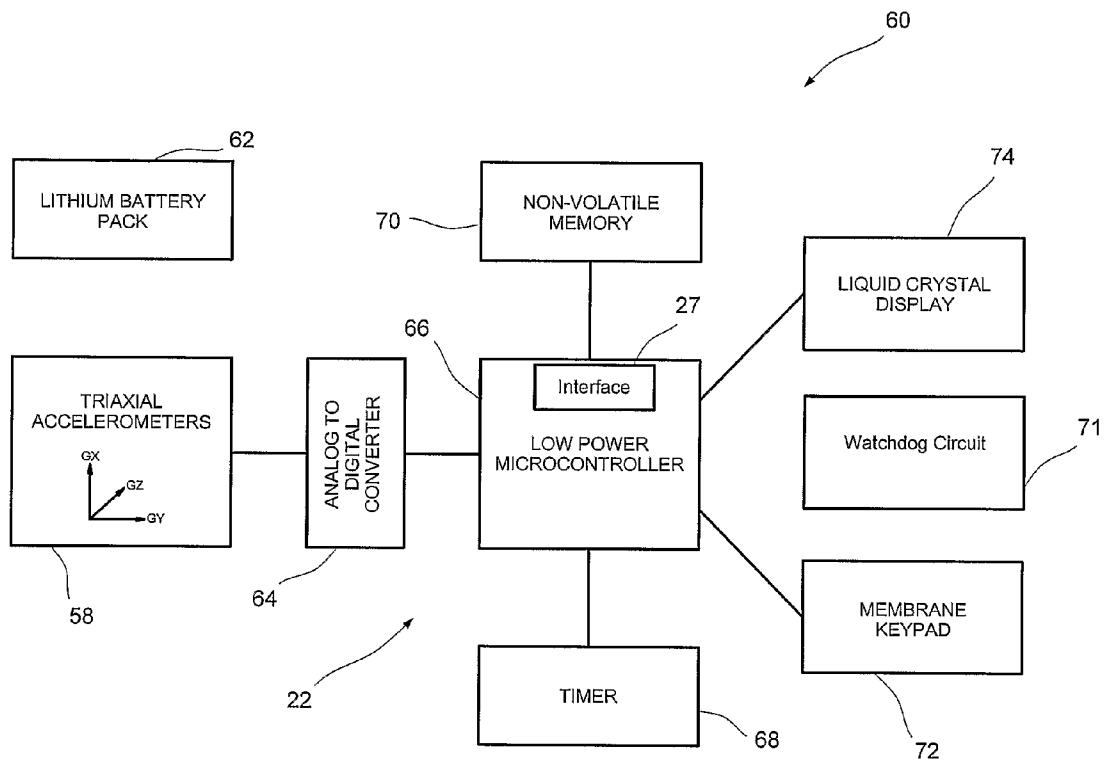 60
62
LITHIUM BATTERY
PACK
70
NON-VOLATILE
MEMORY
74
LIQUID CRYSTAL
DISPLAY
66
27
Interface
LOW POWER
MICROCONTROLLER
TRIAXIAL
ACCELEROMETERS
GX
GZ
GY
58
ANALOG TO
DIGITAL
CONVERTER
64
Watchdog Circuit
71
MEMBRANE
KEYPAD
72
22
TIMER
68